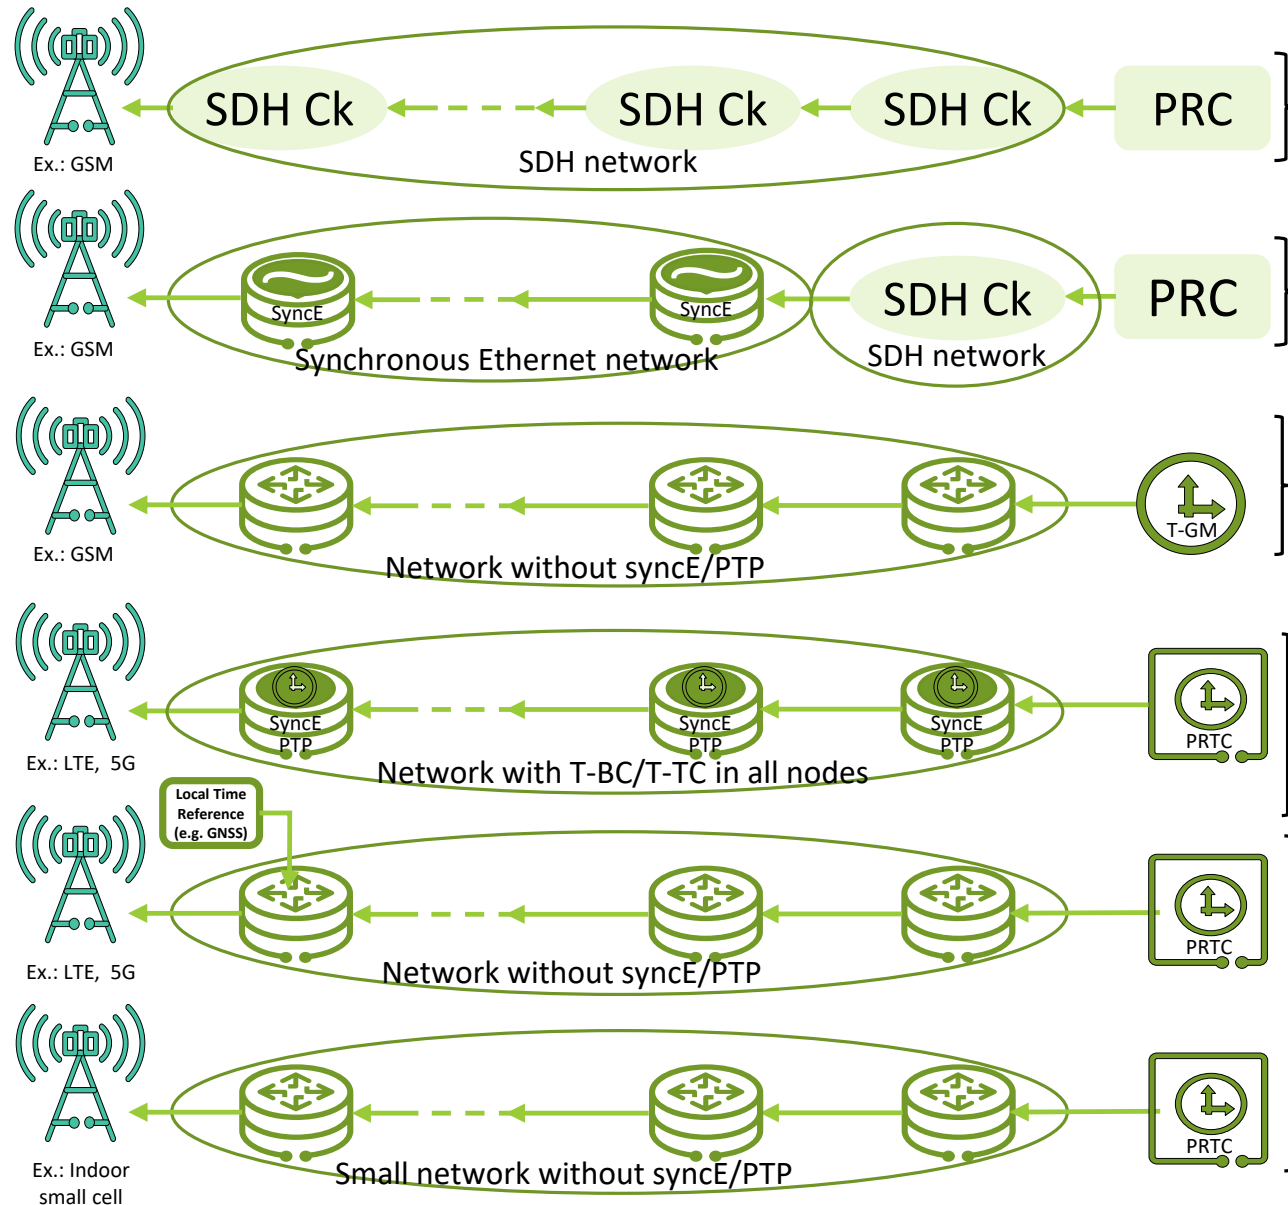 SDH Ck
SDH Ck
SDH Ck
PRC
SDH network
Ex.: GSM
SyncE
SyncE
SDH Ck
PRC
Synchronous Ethernet network
SDH network
Ex.: GSM
T-GM
Network without syncE/PTP
Ex.: GSM
SyncE
PTP
SyncE
PTP
SyncE
PTP
PRTC
Network with T-BC/T-TC in all nodes
Ex.: LTE, 5G
Local Time
Reference
(e.g. GNSS)
PRTC
Network without syncE/PTP
Ex.: LTE, 5G
PRTC
Small network without syncE/PTP
Ex.: Indoor
small cell